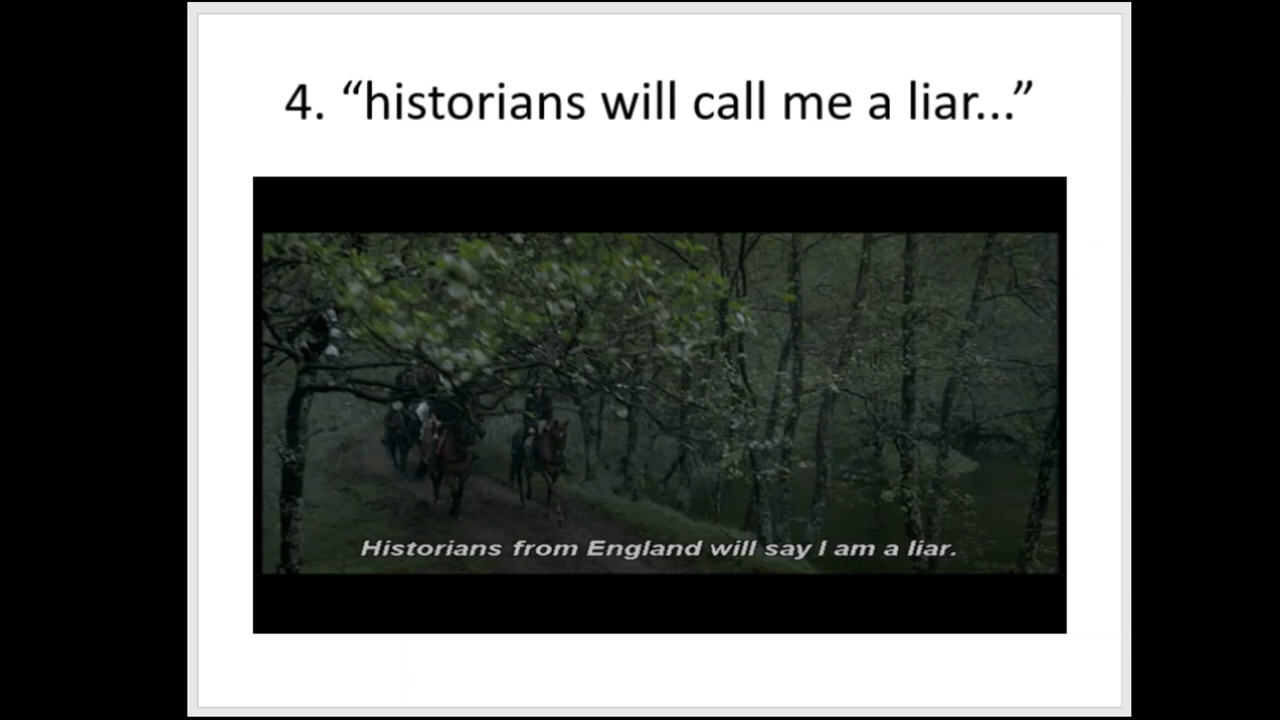 4. “historians will call me a liar...”
Historians from England will say I am a liar.